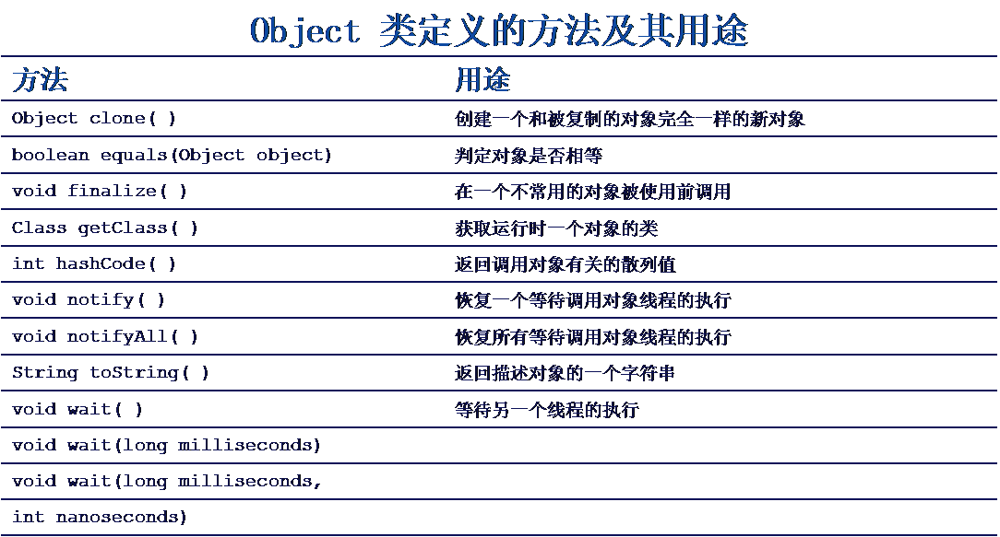 Object 类定义的方法及其用途
方法 用途
Object clone( ) 创建一个和被复制的对象完全一样的新对象
boolean equals(Object object) 判定对象是否相等
void finalize( ) 在一个不常用的对象被使用前调用
Class getClass( ) 获取运行时一个对象的类
int hashCode( ) 返回调用对象有关的散列值
void notify( ) 恢复一个等待调用对象线程的执行
void notifyAll( ) 恢复所有等待调用对象线程的执行
String toString( ) 返回描述对象的一个字符串
void wait( ) 等待另一个线程的执行
void wait(long milliseconds)
void wait(long milliseconds,
int nanoseconds)